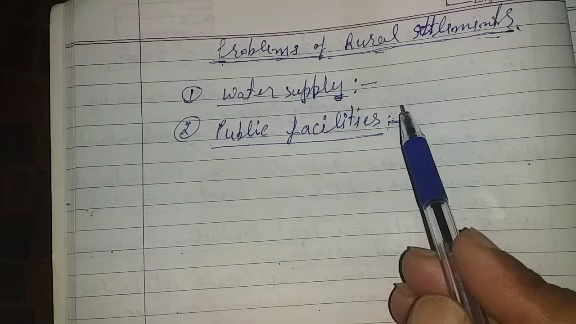 Problems of Rural settlements.
① Water supply :-
② Public facilities :-